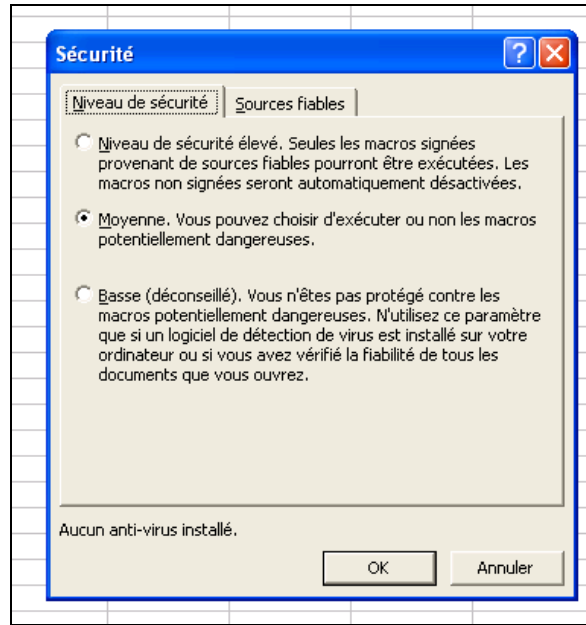 Sécurité
Niveau de sécurité
Sources fiables
Niveau de sécurité élevé. Seules les macros signées
provenant de sources fiables pourront être exécutées. Les
macros non signées seront automatiquement désactivées.
Moyenne. Vous pouvez choisir d'exécuter ou non les macros
potentiellement dangereuses.
Basse (déconseillé). Vous n'êtes pas protégé contre les
macros potentiellement dangereuses. N'utilisez ce paramètre
que si un logiciel de détection de virus est installé sur votre
ordinateur ou si vous avez vérifié la fiabilité de tous les
documents que vous ouvrez.
Aucun anti-virus installé.
OK
Annuler